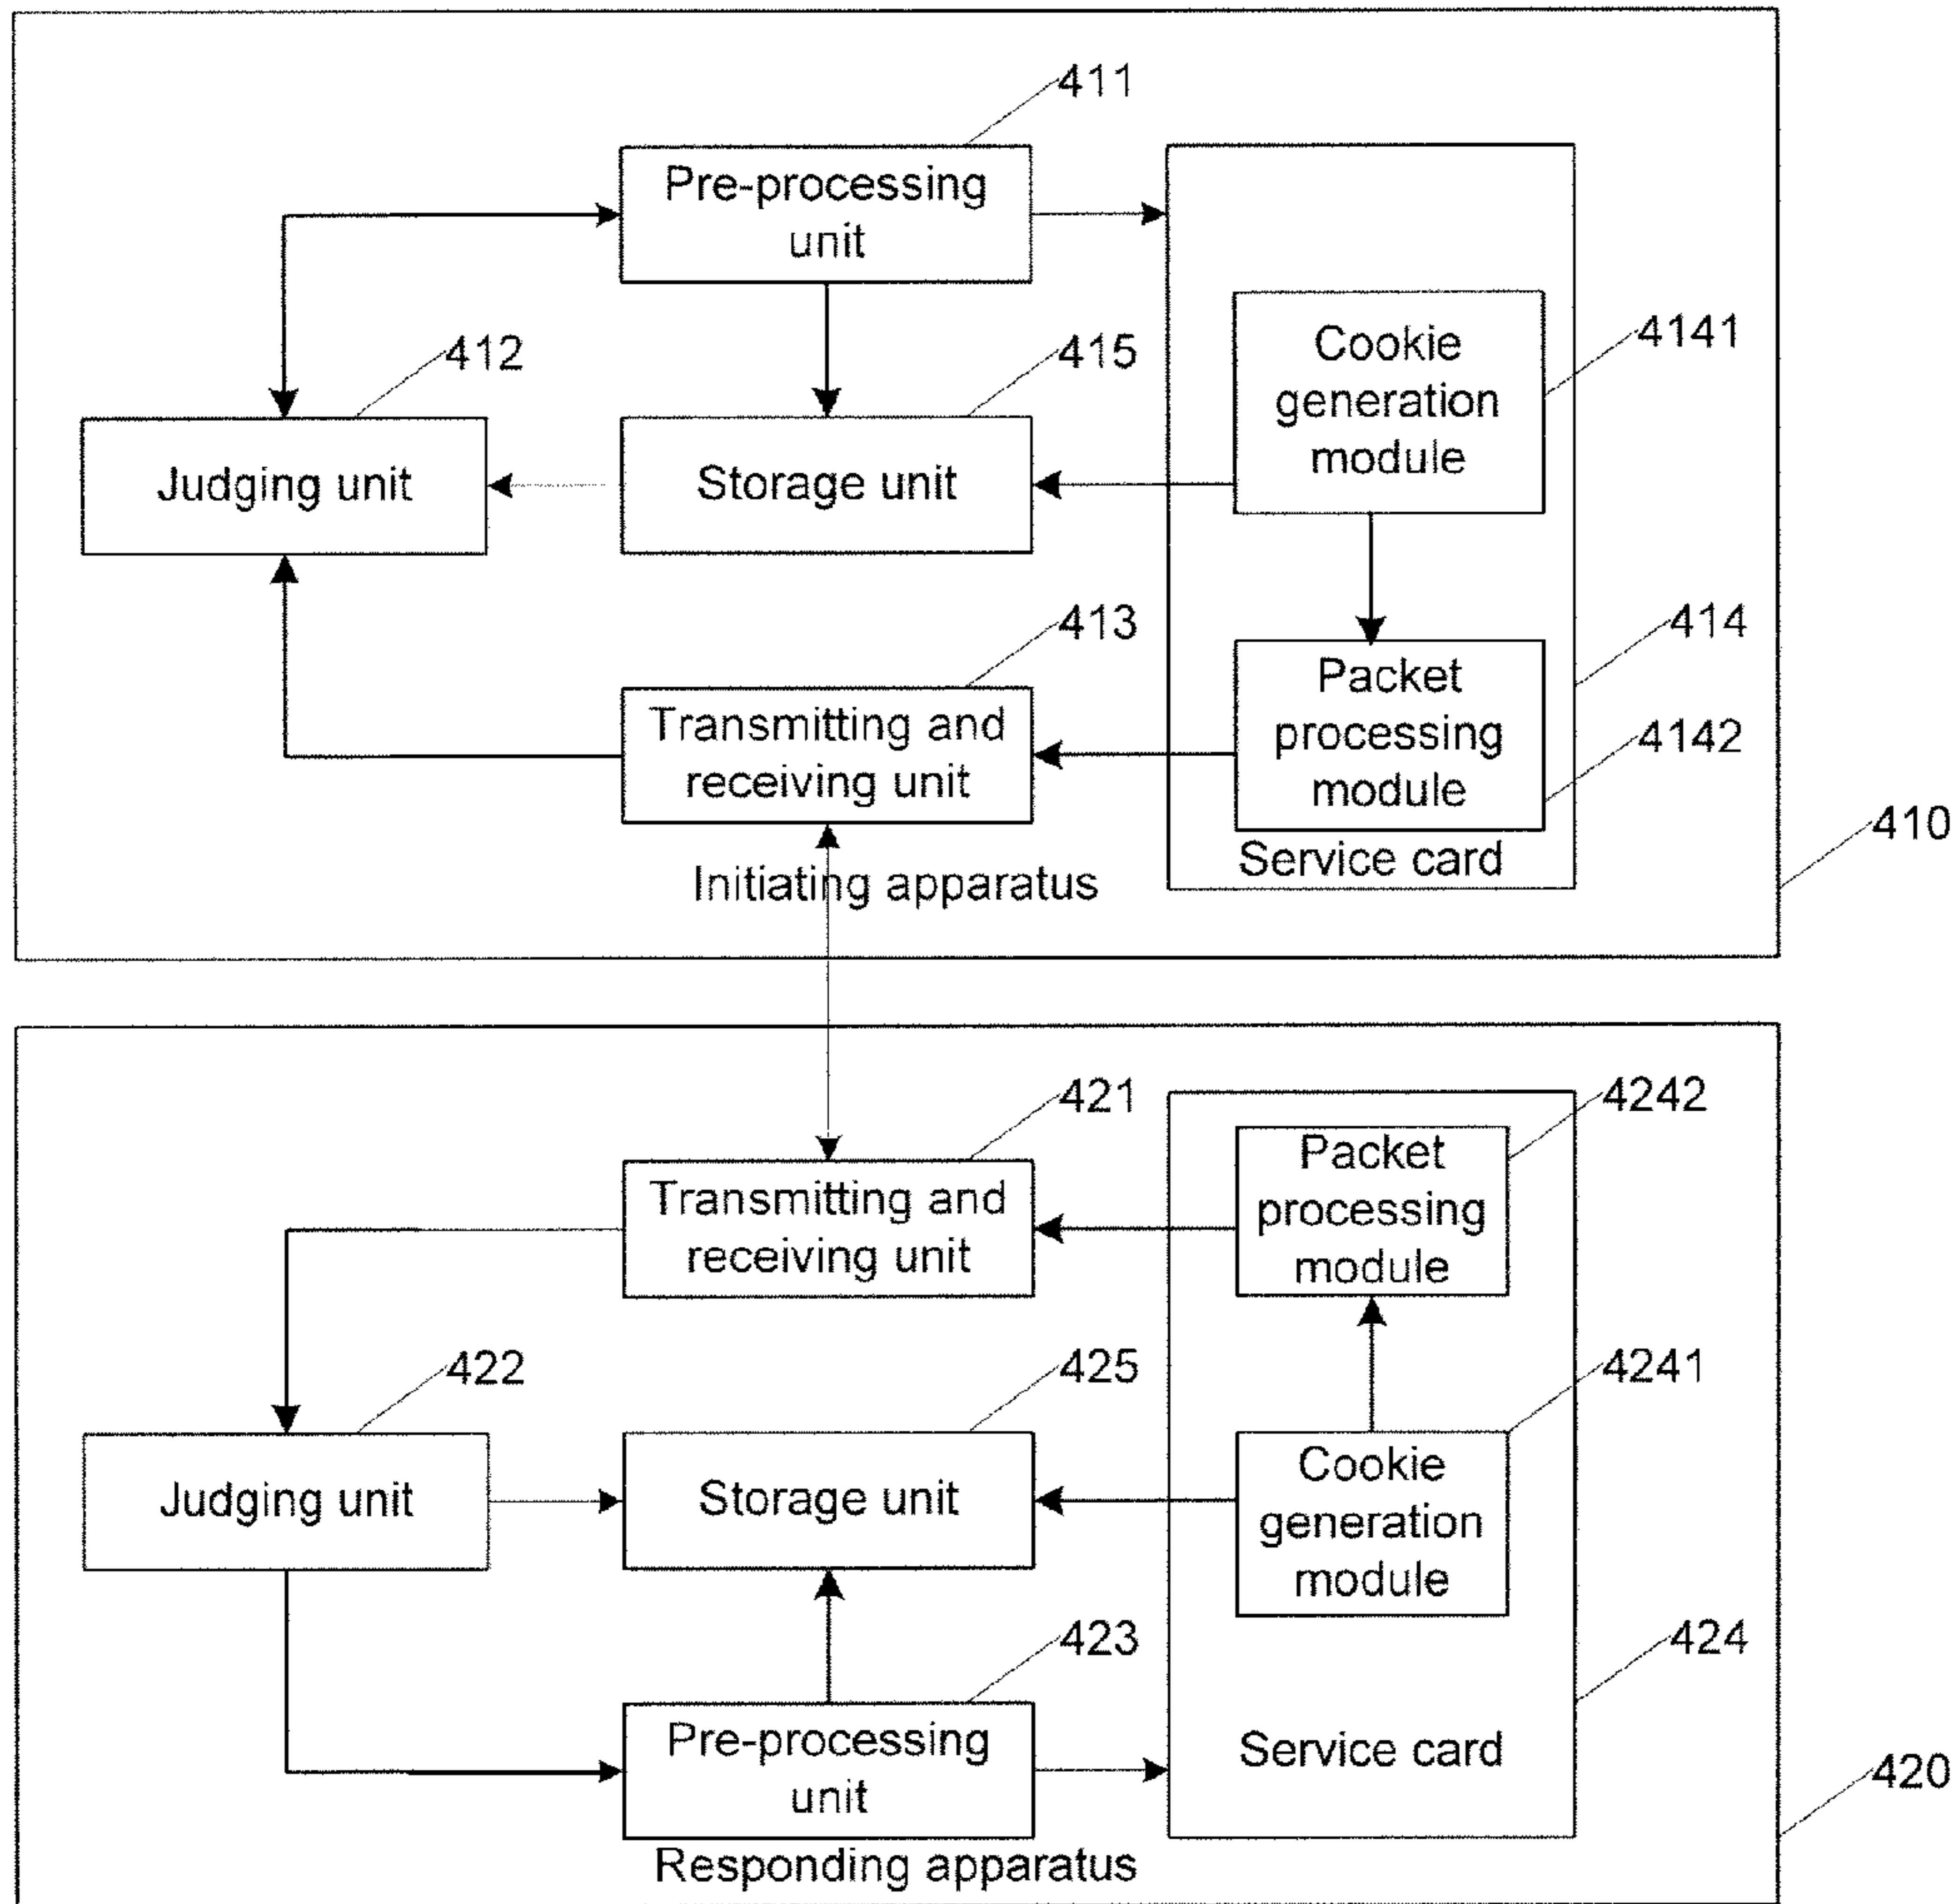 411
Pre-processing
unit
412
415
Cookie
generation
module
4141
Judging unit
Storage unit
413
414
Transmitting and
receiving unit
Packet
processing
module
4142
Service card
410
Initiating apparatus
421
4242
Transmitting and
receiving unit
Packet
processing
module
422
425
4241
Judging unit
Storage unit
Cookie
generation
module
423
424
Pre-processing
unit
Service card
420
Responding apparatus